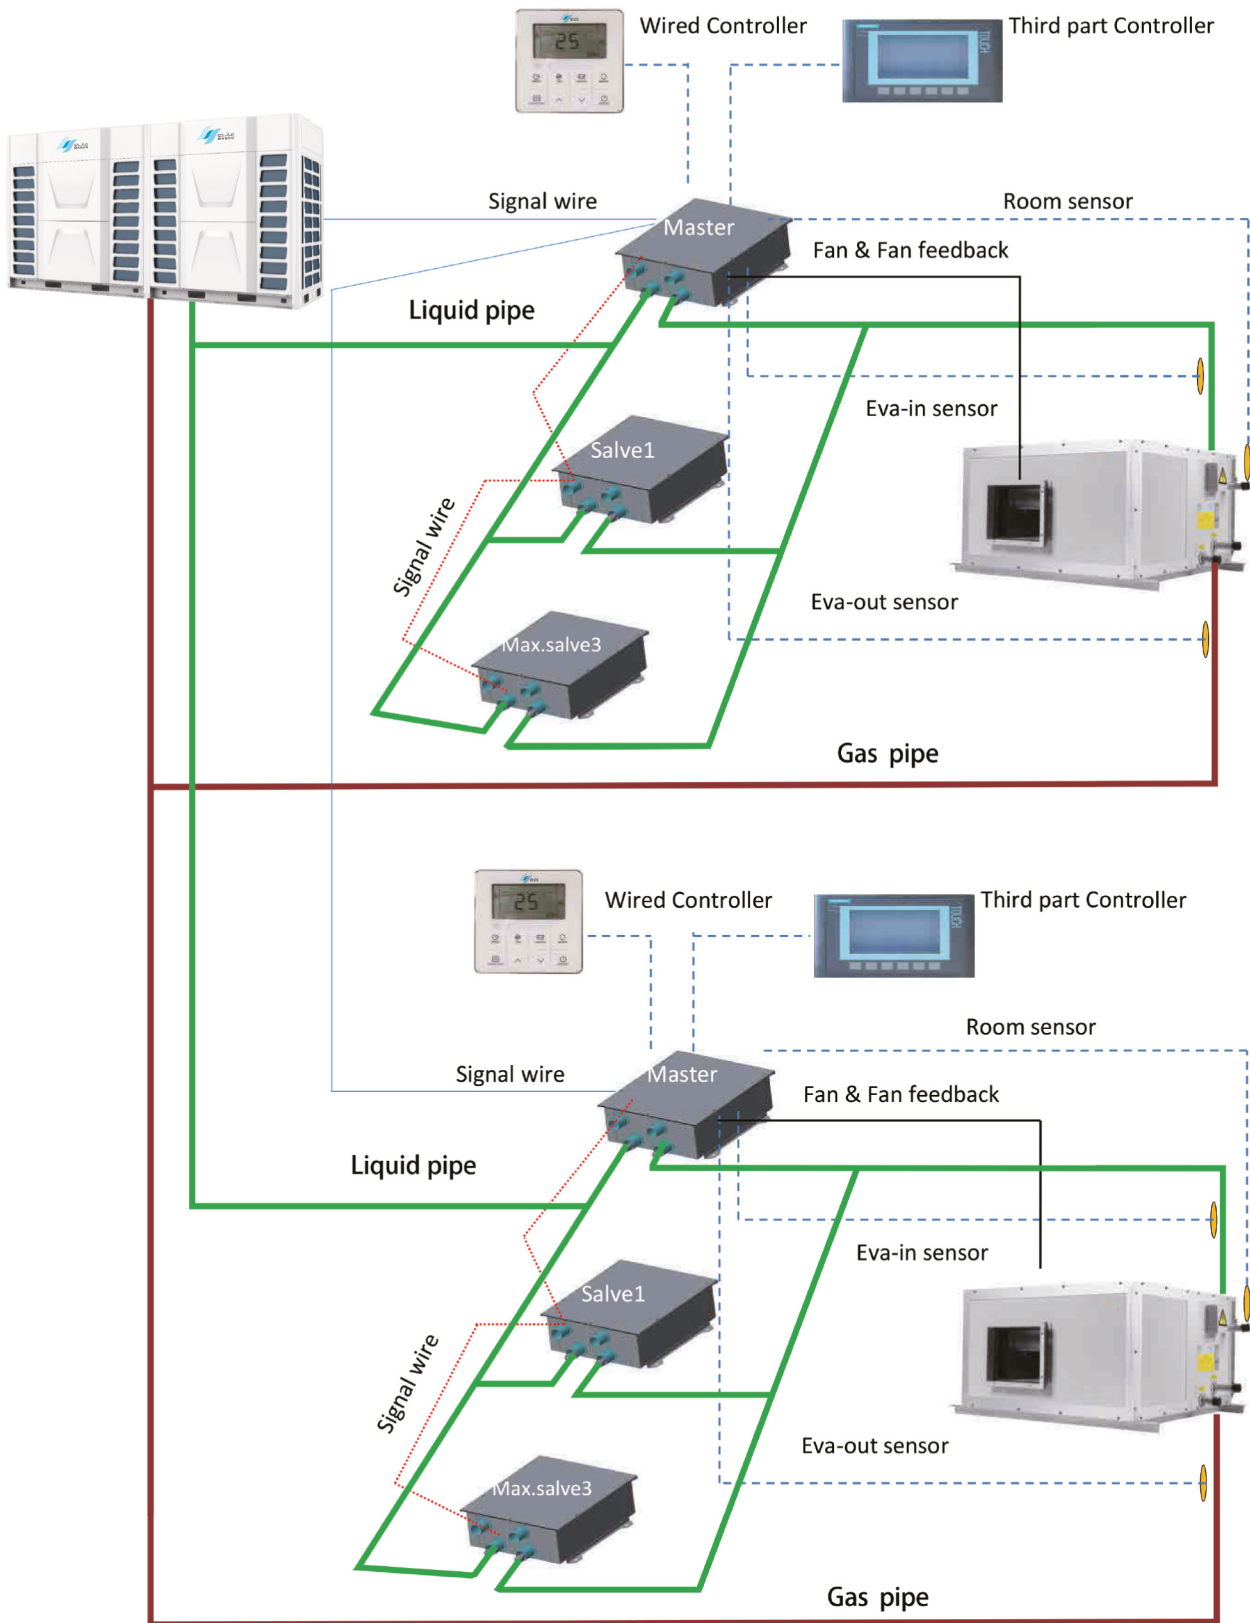 Wired Controller
Third part Controller
25
TOUCH
Signal wire
Room sensor
Master
Fan & Fan feedback
Liquid pipe
Eva-in sensor
Salve1
Signal wire
Eva-out sensor
Max.salve3
Gas pipe
Wired Controller
Third part Controller
25
TOUCH
Room sensor
Signal wire
Master
Fan & Fan feedback
Liquid pipe
Eva-in sensor
Salve1
Signal wire
Eva-out sensor
Max.salve3
Gas pipe